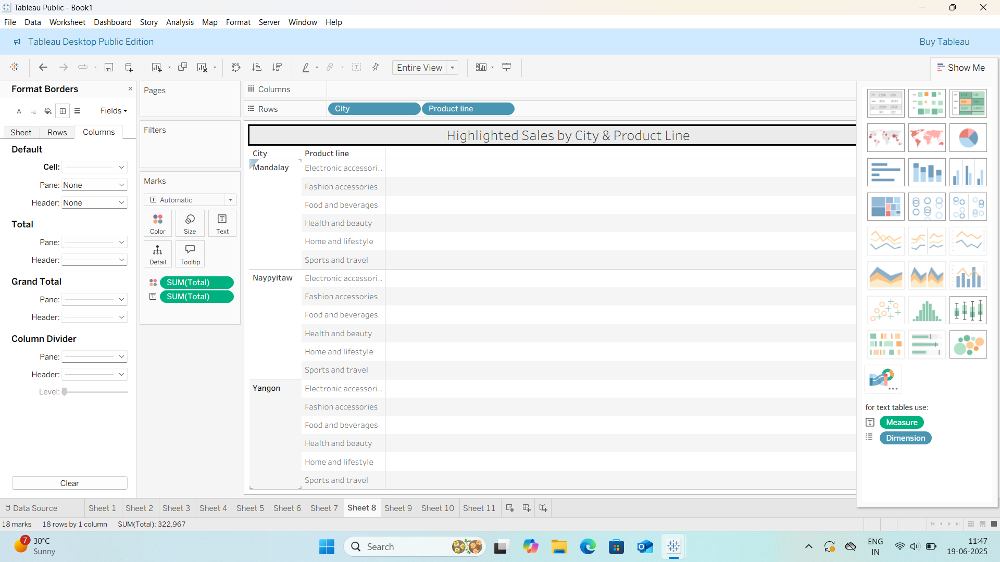 Tableau Public - Book1
File Data Worksheet Dashboard Story Analysis Map Format Server Window Help
Tableau Desktop Public Edition
Buy Tableau
Entire View
Show Me
Format Borders
Fields
Sheet Rows Columns
Default
Cell:
Pane: None
Header: None
Total
Pane:
Header:
Grand Total
Pane:
Header:
Column Divider
Pane:
Header:
Level:
Clear
Pages
Filters
Marks
Automatic
Color Size Text
Detail Tooltip
SUM(Total)
SUM(Total)
Columns
Rows City Product line
Highlighted Sales by City & Product Line
City Product line
Mandalay Electronic accessori..
Fashion accessories
Food and beverages
Health and beauty
Home and lifestyle
Sports and travel
Naypyitaw Electronic accessori..
Fashion accessories
Food and beverages
Health and beauty
Home and lifestyle
Sports and travel
Yangon Electronic accessori..
Fashion accessories
Food and beverages
Health and beauty
Home and lifestyle
Sports and travel
for text tables use:
Measure
Dimension
Data Source Sheet 1 Sheet 2 Sheet 3 Sheet 4 Sheet 5 Sheet 6 Sheet 7 Sheet 8 Sheet 9 Sheet 10 Sheet 11
18 marks 18 rows by 1 column SUM(Total): 322,967
7
30°C
Sunny
Search
ENG
IN
11:47
19-06-2025